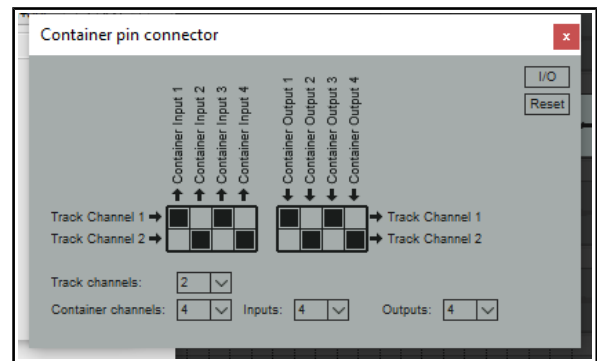 Container pin connector
x
I/O
Reset
Container Input 1
Container Input 2
Container Input 3
Container Input 4
Container Output 1
Container Output 2
Container Output 3
Container Output 4
Track Channel 1
Track Channel 1
Track Channel 2
Track Channel 2
Track channels: 2
Container channels: 4 Inputs: 4 Outputs: 4